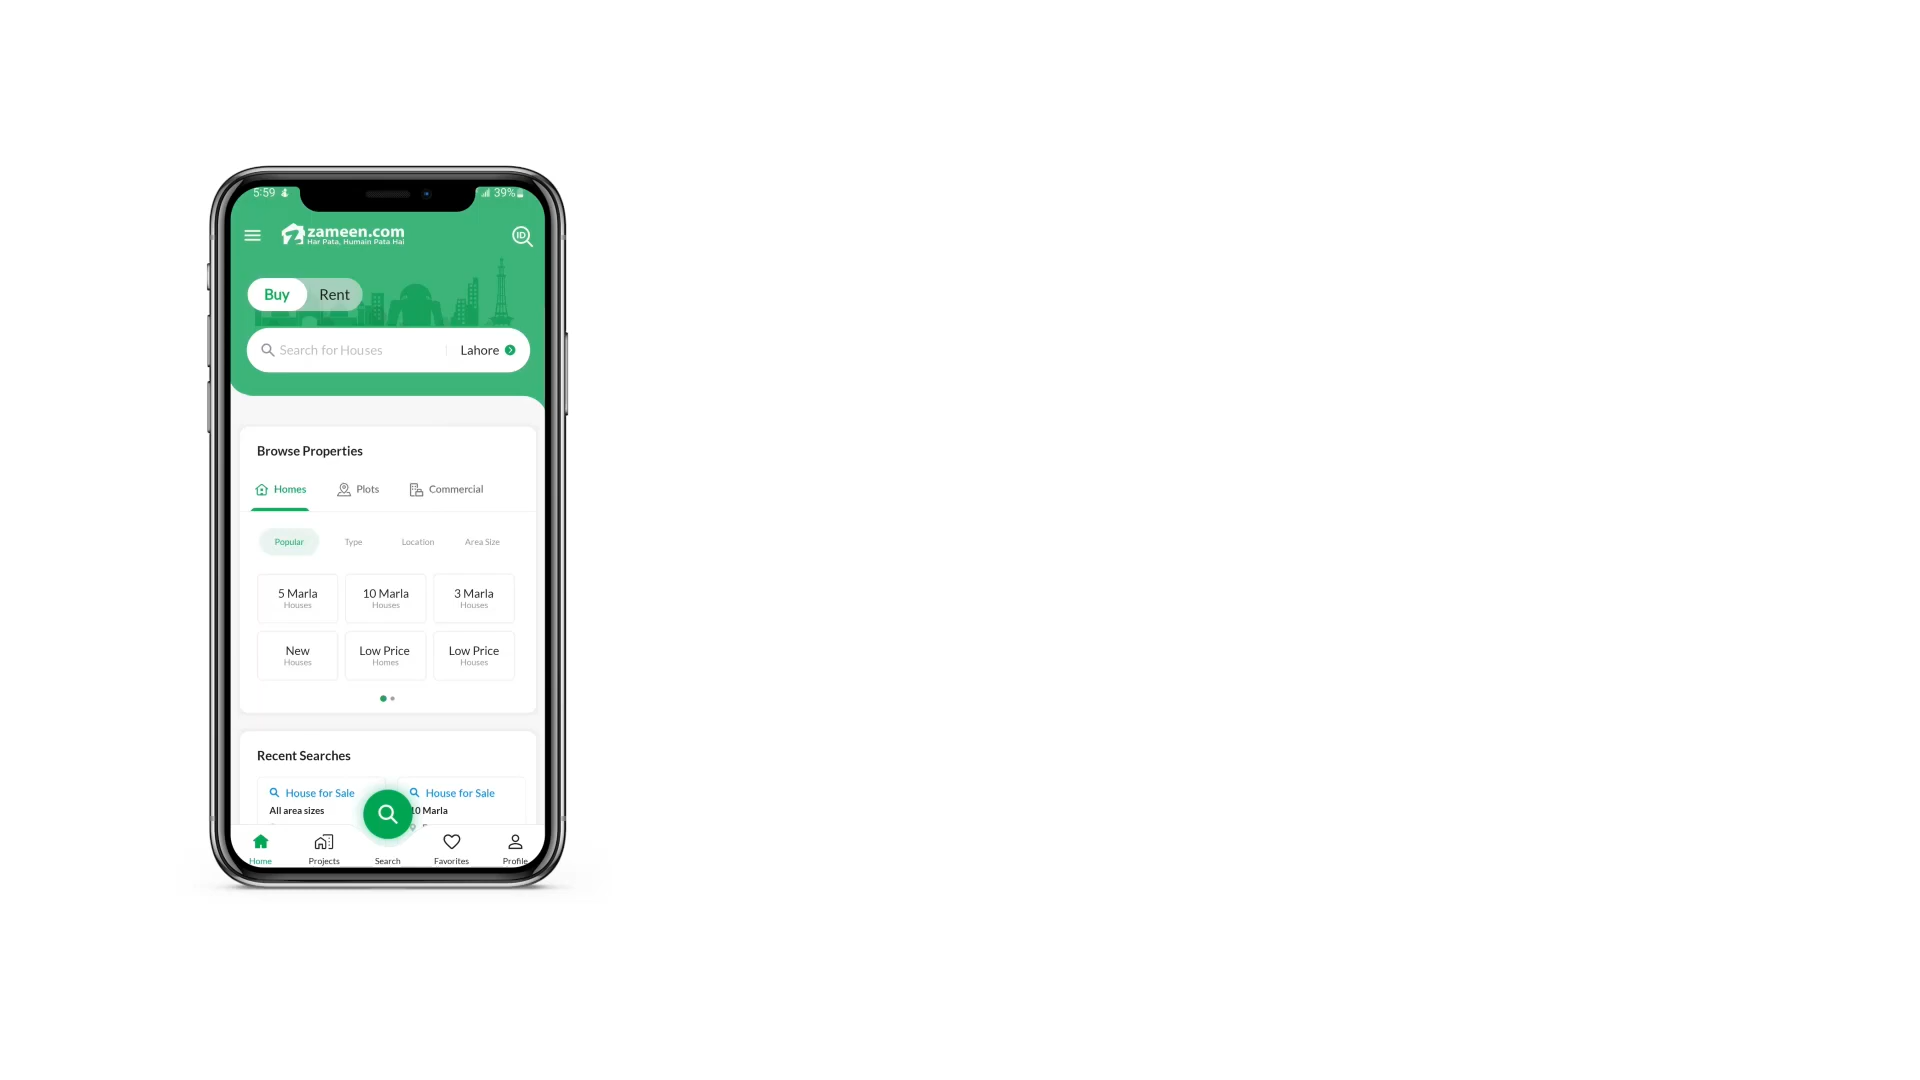 5:59
39%
zameen.com
Har Pata, Humain Pata Hai
ID
Buy Rent
Search for Houses Lahore
Browse Properties
Homes Plots Commercial
Popular Type Location Area Size
5 Marla 10 Marla 3 Marla
Houses Houses Houses
New Low Price Low Price
Houses Homes Houses
Recent Searches
House for Sale House for Sale
All area sizes 10 Marla
Home Projects Search Favorites Profile